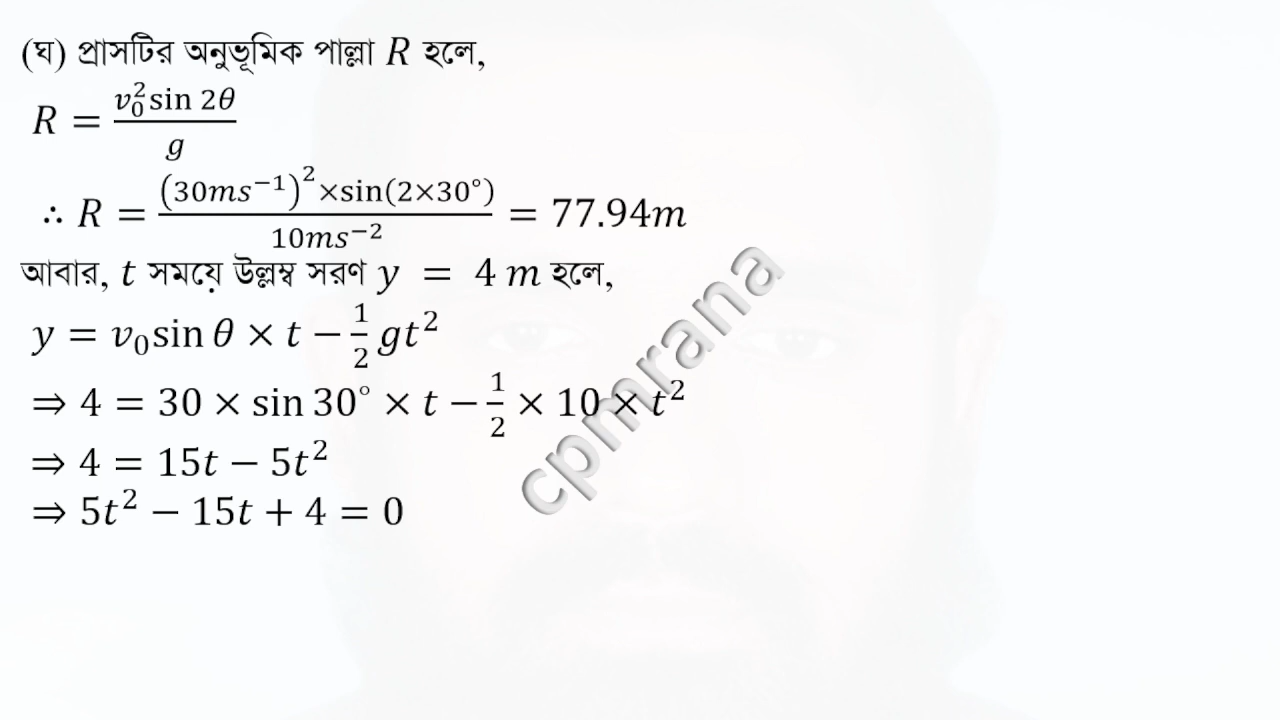 (ঘ) প্রাসটির অনুভূমিক পাল্লা R হলে,
R = v₀² sin 2θ / g
∴ R = (30ms⁻¹)² × sin(2×30°) / 10ms⁻² = 77.94m
আবার, t সময়ে উল্লম্ব সরণ y = 4 m হলে,
y = v₀ sin θ × t − 1/2 gt²
⇒ 4 = 30 × sin 30° × t − 1/2 × 10 × t²
⇒ 4 = 15t − 5t²
⇒ 5t² − 15t + 4 = 0
cpmrana